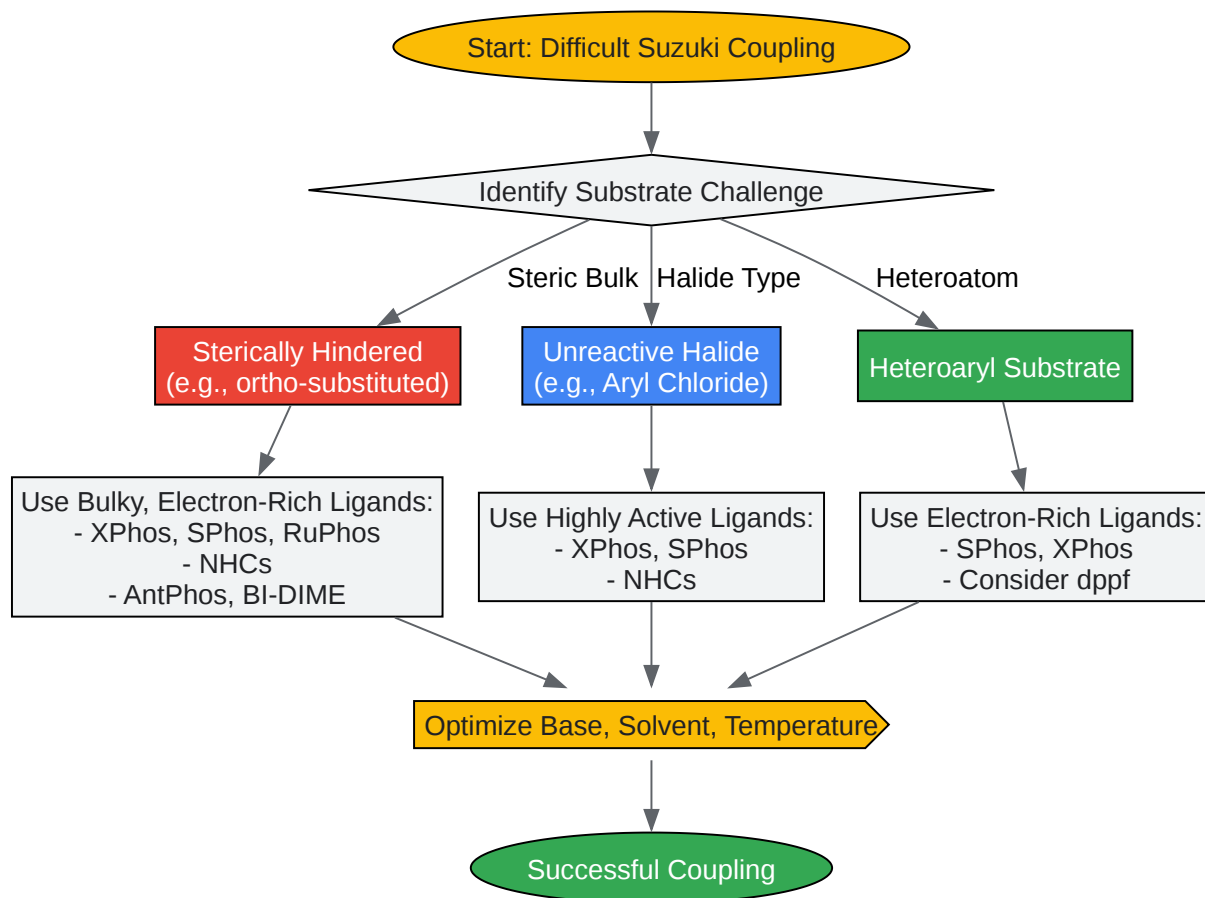 Start: Difficult Suzuki Coupling
Identify Substrate Challenge
Steric Bulk
Halide Type
Heteroatom
Sterically Hindered
(e.g., ortho-substituted)
Unreactive Halide
(e.g., Aryl Chloride)
Heteroaryl Substrate
Use Bulky, Electron-Rich Ligands:
- XPhos, SPhos, RuPhos
- NHCs
- AntPhos, BI-DIME
Use Highly Active Ligands:
- XPhos, SPhos
- NHCs
Use Electron-Rich Ligands:
- SPhos, XPhos
- Consider dppf
Optimize Base, Solvent, Temperature
Successful Coupling